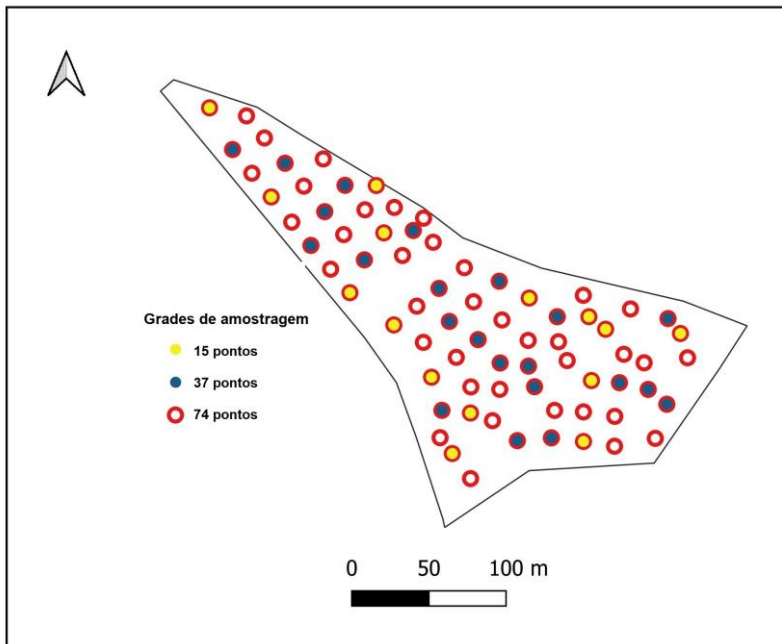 Grades de amostragem
15 pontos
37 pontos
74 pontos
0 50 100 m